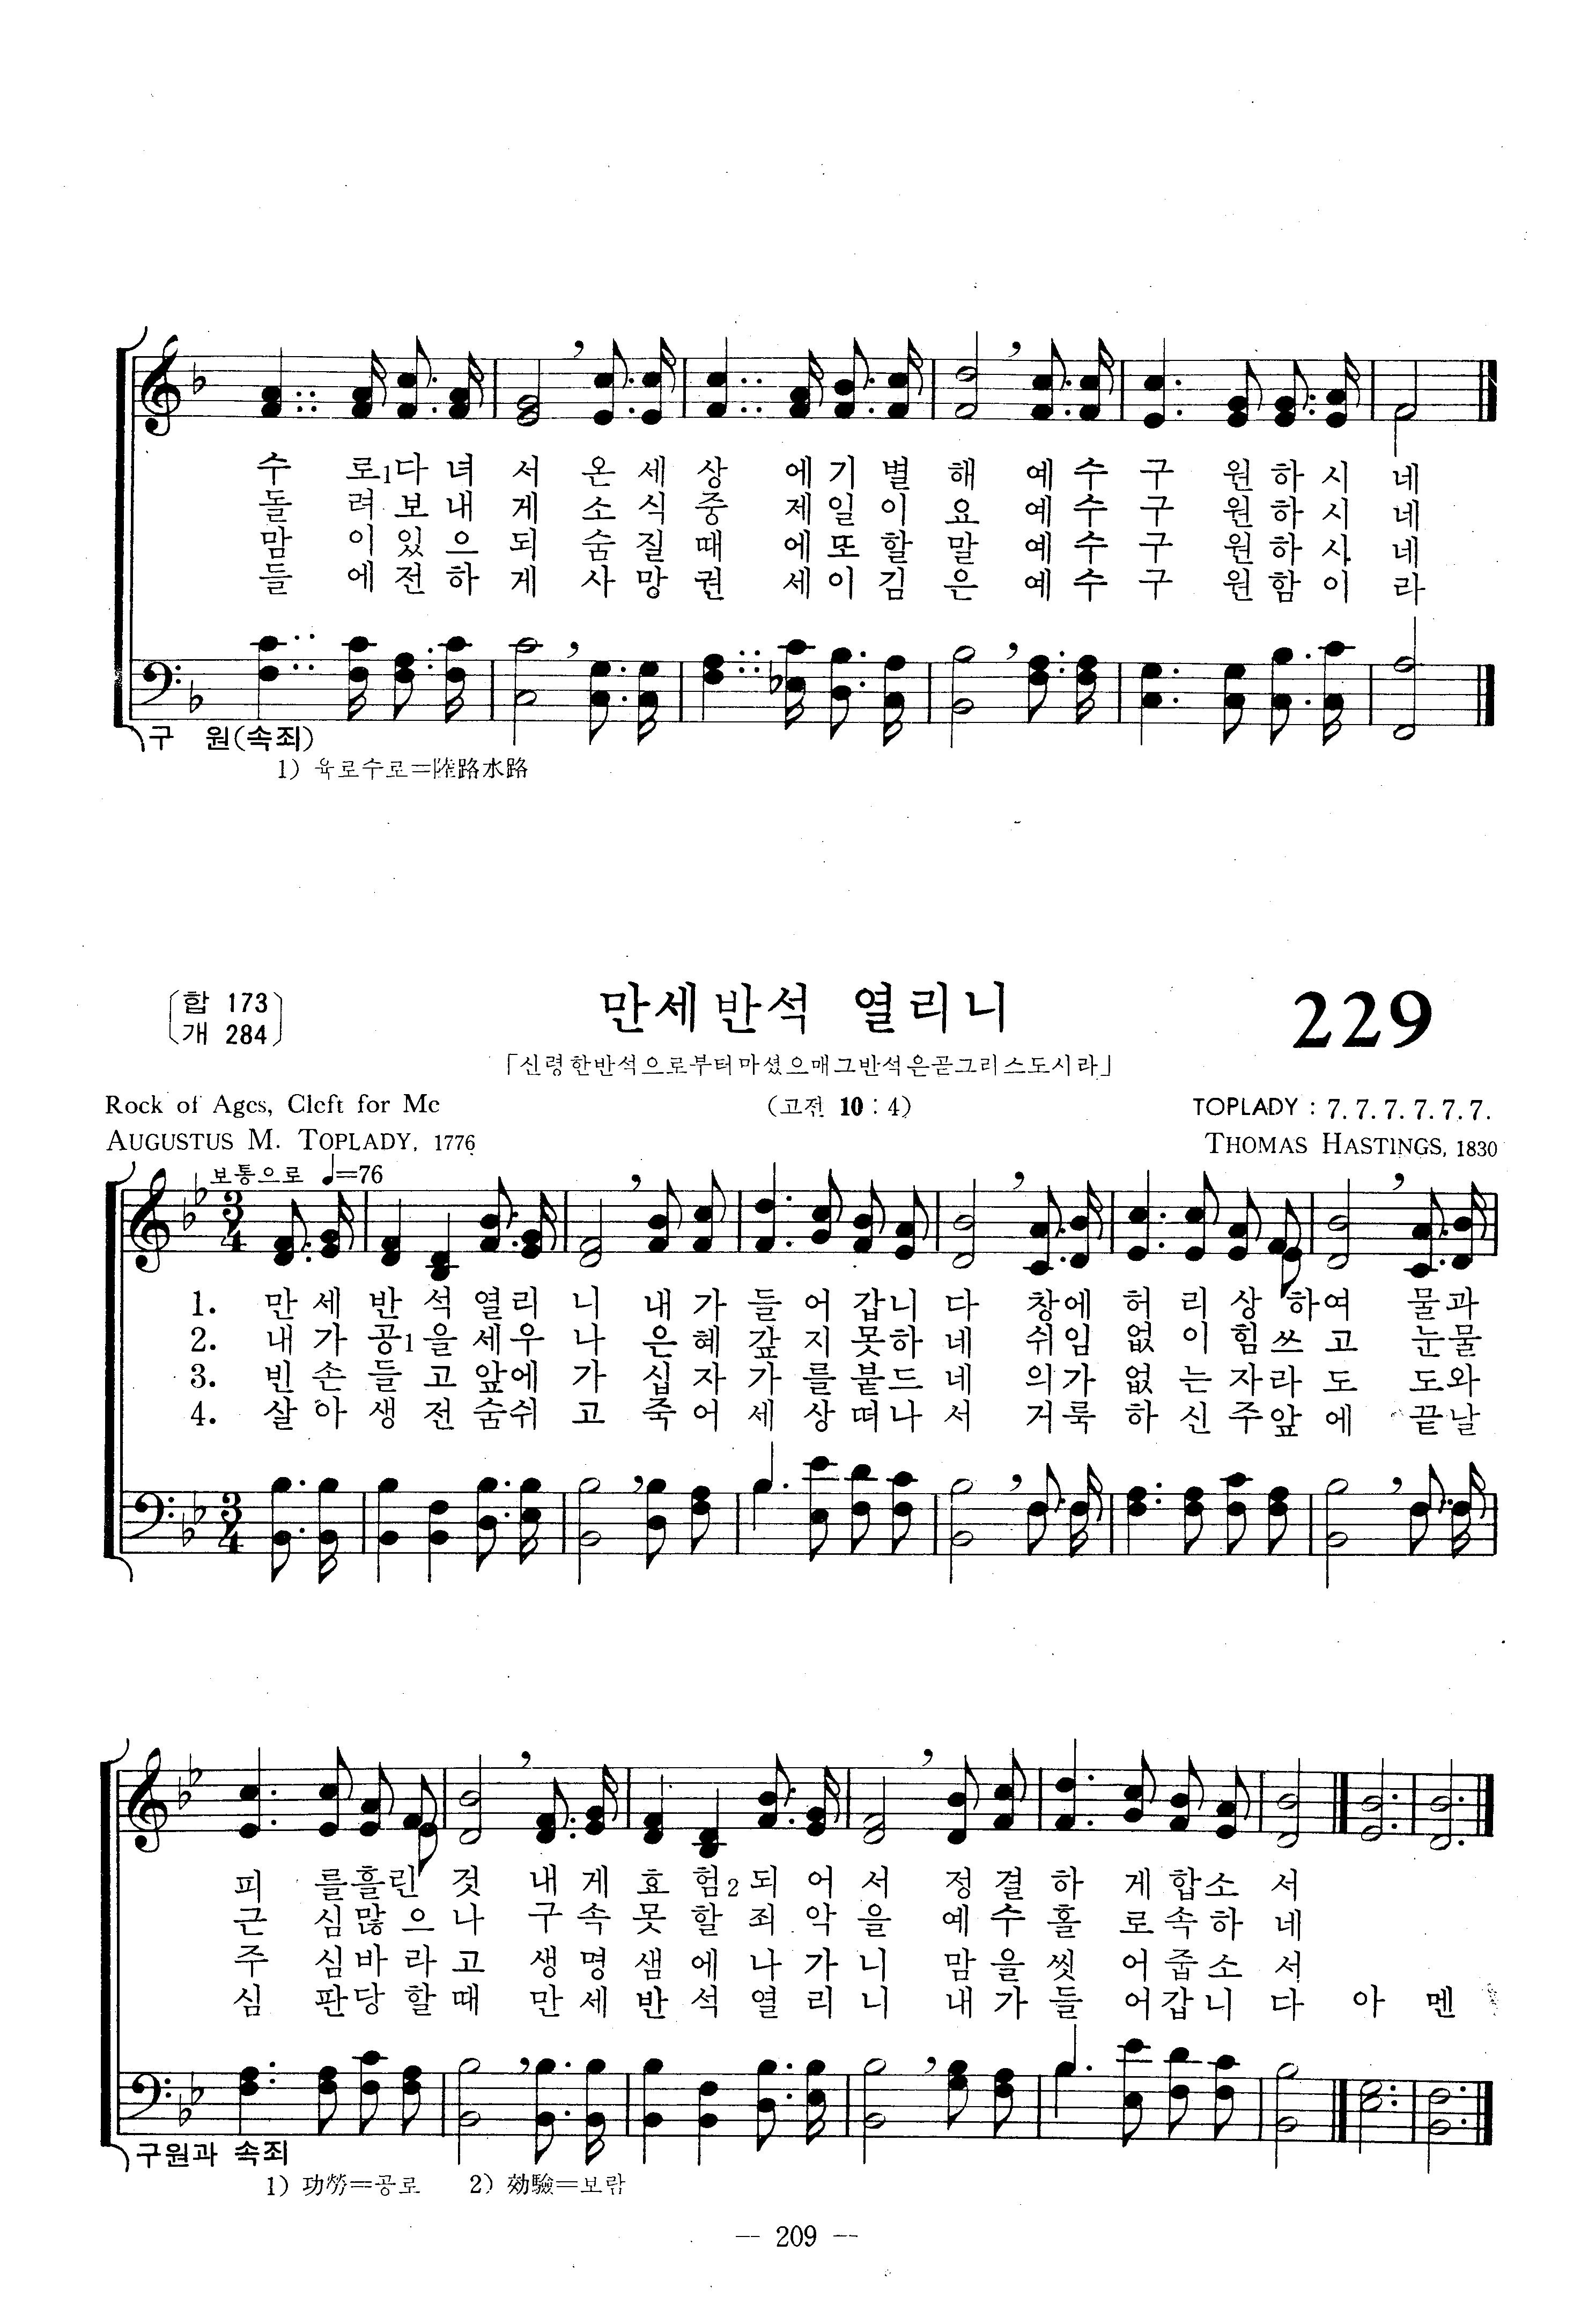 수 로1다 녀 서 온 세 상 에 기 별 해 예 수 구 원 하 시 네
돌 려 보 내 게 소 식 중 제 일 이 요 예 수 구 원 하 시 네
맘 이 있 으 되 숨 질 때 에 또 할 말 예 수 구 원 하 시 네
들 에 전 하 게 사 망 권 세 이 김 은 예 수 구 원 함 이 라
구 원(속죄)
1) 육로수로=陸路水路
합 173
개 284
만세반석 열리니
229
「신령한반석으로부터마셨으매그반석은곧그리스도시라」
Rock of Ages, Cleft for Me
(고전 10 : 4)
TOPLADY : 7. 7. 7. 7. 7. 7.
AUGUSTUS M. TOPLADY, 1776
THOMAS HASTINGS, 1830
보통으로 ♩=76
1. 만 세 반 석 열 리 니 내 가 들 어 갑 니 다 창 에 허 리 상 하 여 물 과
2. 내 가 공1 을 세 우 나 은 혜 갚 지 못 하 네 쉬 임 없 이 힘 쓰 고 눈 물
3. 빈 손 들 고 앞 에 가 십 자 가 를 붙 드 네 의 가 없 는 자 라 도 도 와
4. 살 아 생 전 숨 쉬 고 죽 어 세 상 떠 나 서 거 룩 하 신 주 앞 에 끝 날
피 를 흘 린 것 내 게 효 험2 되 어 서 정 결 하 게 합 소 서
근 심 많 으 나 구 속 못 할 죄 악 을 예 수 홀 로 속 하 네
주 심 바 라 고 생 명 샘 에 나 가 니 맘 을 씻 어 줍 소 서
심 판 당 할 때 만 세 반 석 열 리 니 내 가 들 어 갑 니 다 아 멘
구원과 속죄
1) 功勞=공로 2) 効驗=보람
— 209 —